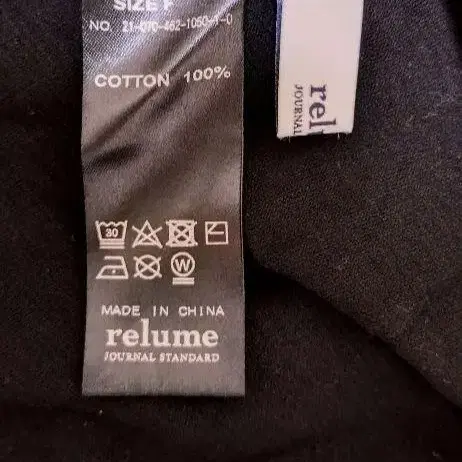 SIZE F
NO. 21-070-462-1050-1-0
COTTON 100%
30
W
MADE IN CHINA
relume
JOURNAL STANDARD
rel
JOURNAL